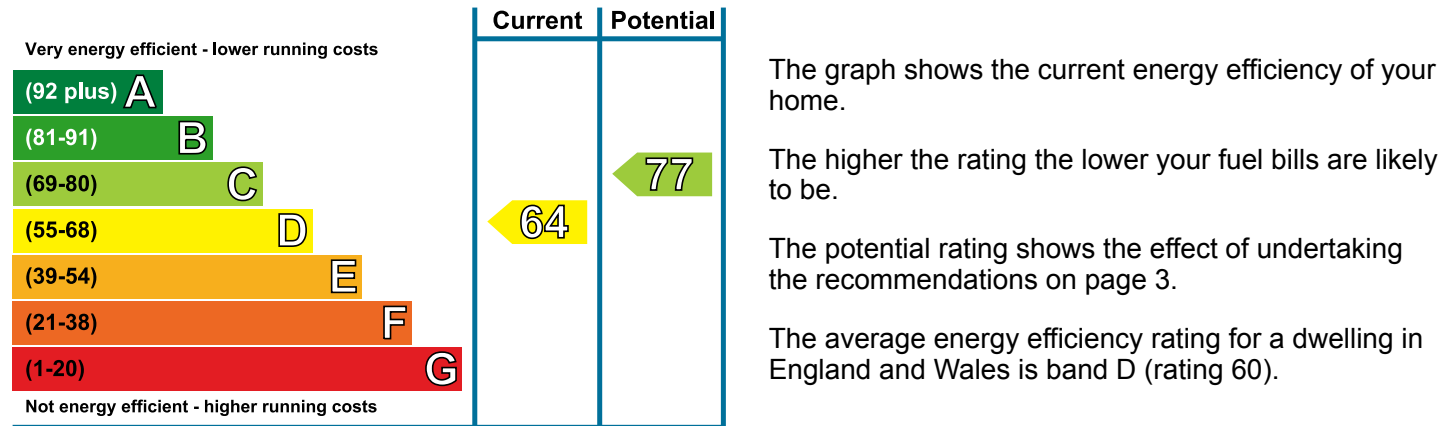 Current Potential
Very energy efficient - lower running costs
(92 plus) A
(81-91) B
(69-80) C
(55-68) D
(39-54) E
(21-38) F
(1-20) G
Not energy efficient - higher running costs
64
77
The graph shows the current energy efficiency of your
home.
The higher the rating the lower your fuel bills are likely
to be.
The potential rating shows the effect of undertaking
the recommendations on page 3.
The average energy efficiency rating for a dwelling in
England and Wales is band D (rating 60).